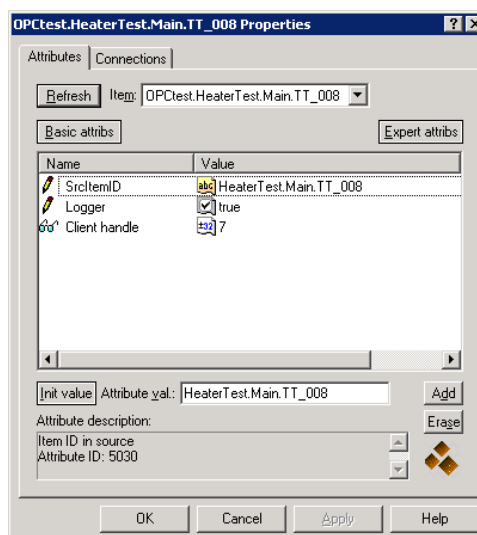 OPCtest.HeaterTest.Main.TT_008 Properties
Attributes Connections
Refresh Item: OPCtest.HeaterTest.Main.TT_008
Basic attribs Expert attribs
Name Value
SrcItemID abc HeaterTest.Main.TT_008
Logger true
Client handle ±32 7
Init value Attribute val.: HeaterTest.Main.TT_008 Add
Attribute description: Erase
Item ID in source
Attribute ID: 5030
OK Cancel Apply Help